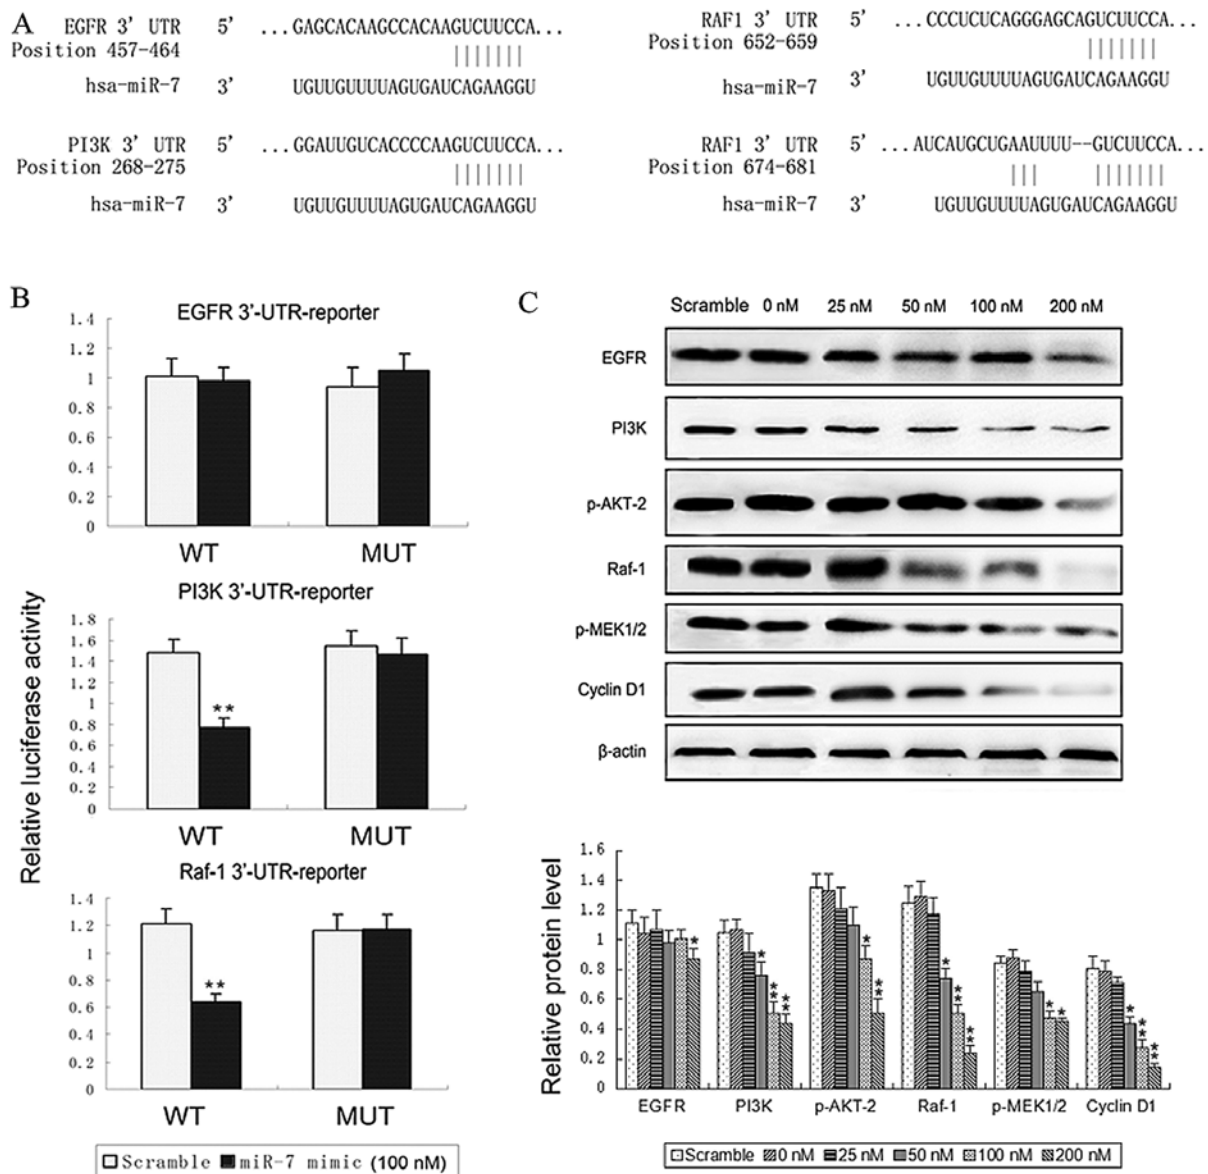 A
EGFR 3' UTR 5' ...GAGCACAAGCCACAAGUCUUCCA...
Position 457-464
hsa-miR-7 3' UGUUGUUUUAGUGAUCAGAAGGU
RAF1 3' UTR 5' ...CCCUCUCAGGGAGCAGUCUUCCA...
Position 652-659
hsa-miR-7 3' UGUUGUUUUAGUGAUCAGAAGGU
PI3K 3' UTR 5' ...GGAUUGUCACCCCAAGUCUUCCA...
Position 268-275
hsa-miR-7 3' UGUUGUUUUAGUGAUCAGAAGGU
RAF1 3' UTR 5' ...AUCAUGCUGAAUUUU--GUCUUCCA...
Position 674-681
hsa-miR-7 3' UGUUGUUUUAGUGAUCAGAAGGU
B
Relative luciferase activity
EGFR 3'-UTR-reporter
1.4
1.2
1
0.8
0.6
0.4
0.2
0
WT MUT
PI3K 3'-UTR-reporter
1.8
1.6
1.4
1.2
1
0.8
0.6
0.4
0.2
0
**
WT MUT
Raf-1 3'-UTR-reporter
1.4
1.2
1
0.8
0.6
0.4
0.2
0
**
WT MUT
Scramble miR-7 mimic (100 nM)
C
Scramble 0 nM 25 nM 50 nM 100 nM 200 nM
EGFR
PI3K
p-AKT-2
Raf-1
p-MEK1/2
Cyclin D1
β-actin
Relative protein level
1.6
1.4
1.2
1
0.8
0.6
0.4
0.2
0
* * ** ** * ** * ** ** * * * ** **
EGFR PI3K p-AKT-2 Raf-1 p-MEK1/2 Cyclin D1
Scramble 0 nM 25 nM 50 nM 100 nM 200 nM